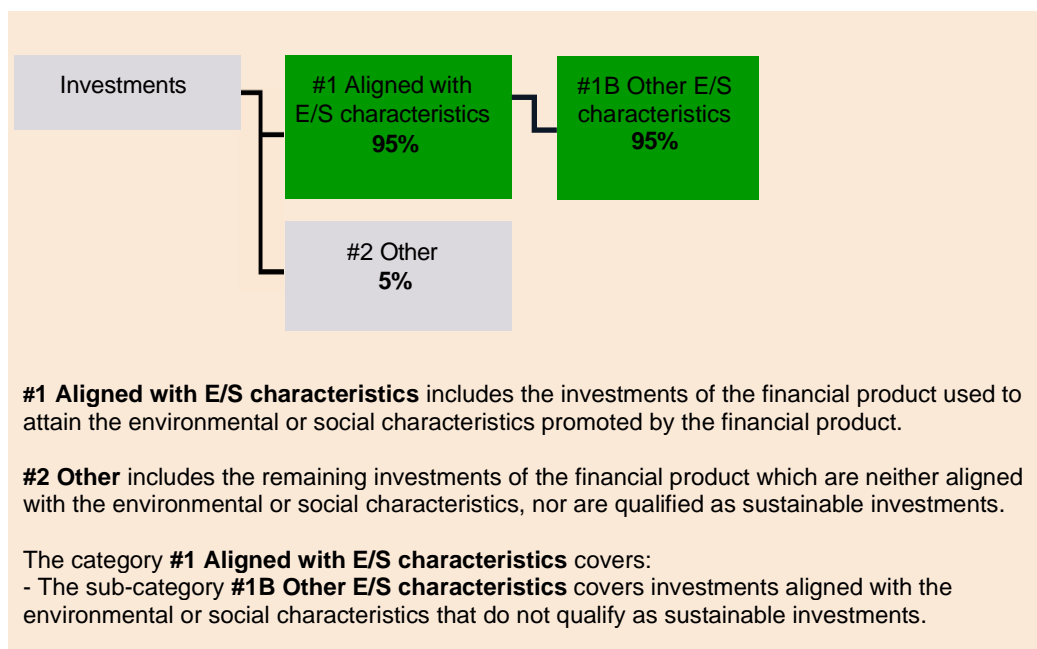 Investments
#1 Aligned with
E/S characteristics
95%
#1B Other E/S
characteristics
95%
#2 Other
5%
#1 Aligned with E/S characteristics includes the investments of the financial product used to
attain the environmental or social characteristics promoted by the financial product.
#2 Other includes the remaining investments of the financial product which are neither aligned
with the environmental or social characteristics, nor are qualified as sustainable investments.
The category #1 Aligned with E/S characteristics covers:
- The sub-category #1B Other E/S characteristics covers investments aligned with the
environmental or social characteristics that do not qualify as sustainable investments.